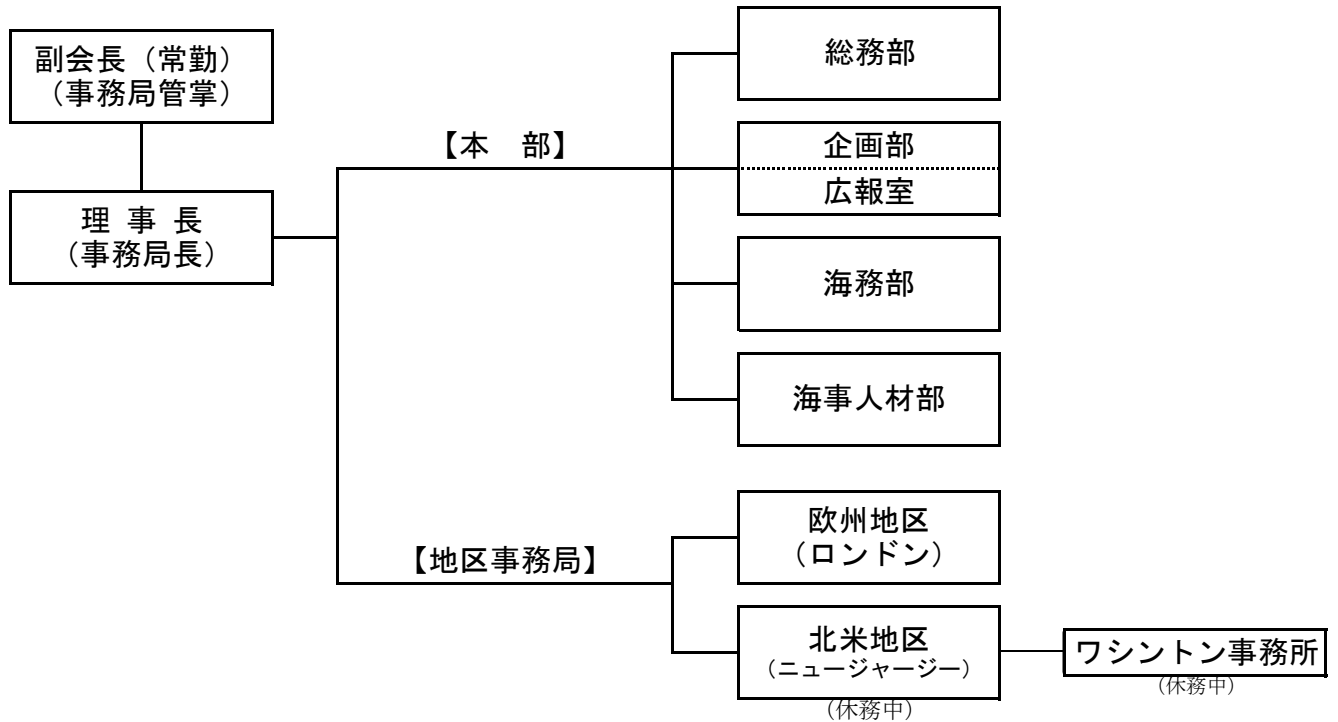 副会長（常勤）
（事務局管掌）
理 事 長
（事務局長）
【本　部】
総務部
企画部
広報室
海務部
海事人材部
【地区事務局】
欧州地区
（ロンドン）
北米地区
（ニュージャージー）
（休務中）
ワシントン事務所
（休務中）